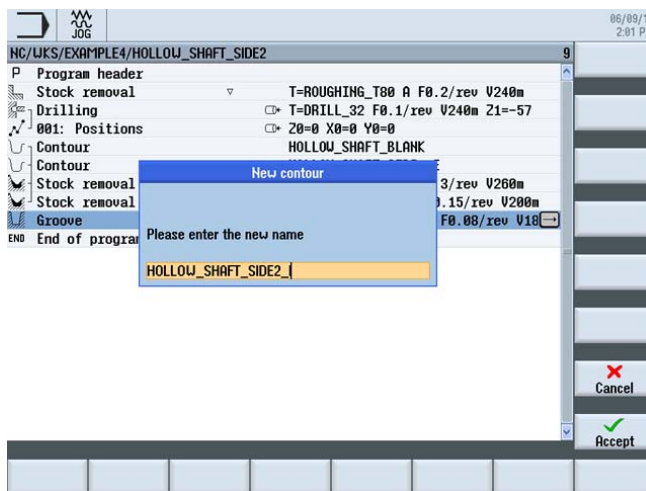 JOG
06/09/1
2:01 P
NC/WKS/EXAMPLE4/HOLLOW_SHAFT_SIDE2 9
P Program header
Stock removal ▽ T=ROUGHING_T80 A F0.2/rev V240m
Drilling T=DRILL_32 F0.1/rev V240m Z1=-57
001: Positions Z0=0 X0=0 Y0=0
Contour HOLLOW_SHAFT_BLANK
Contour
Stock removal 3/rev V260m
Stock removal 0.15/rev V200m
Groove F0.08/rev V18
END End of program
New contour
Please enter the new name
HOLLOW_SHAFT_SIDE2_I
Cancel
Accept